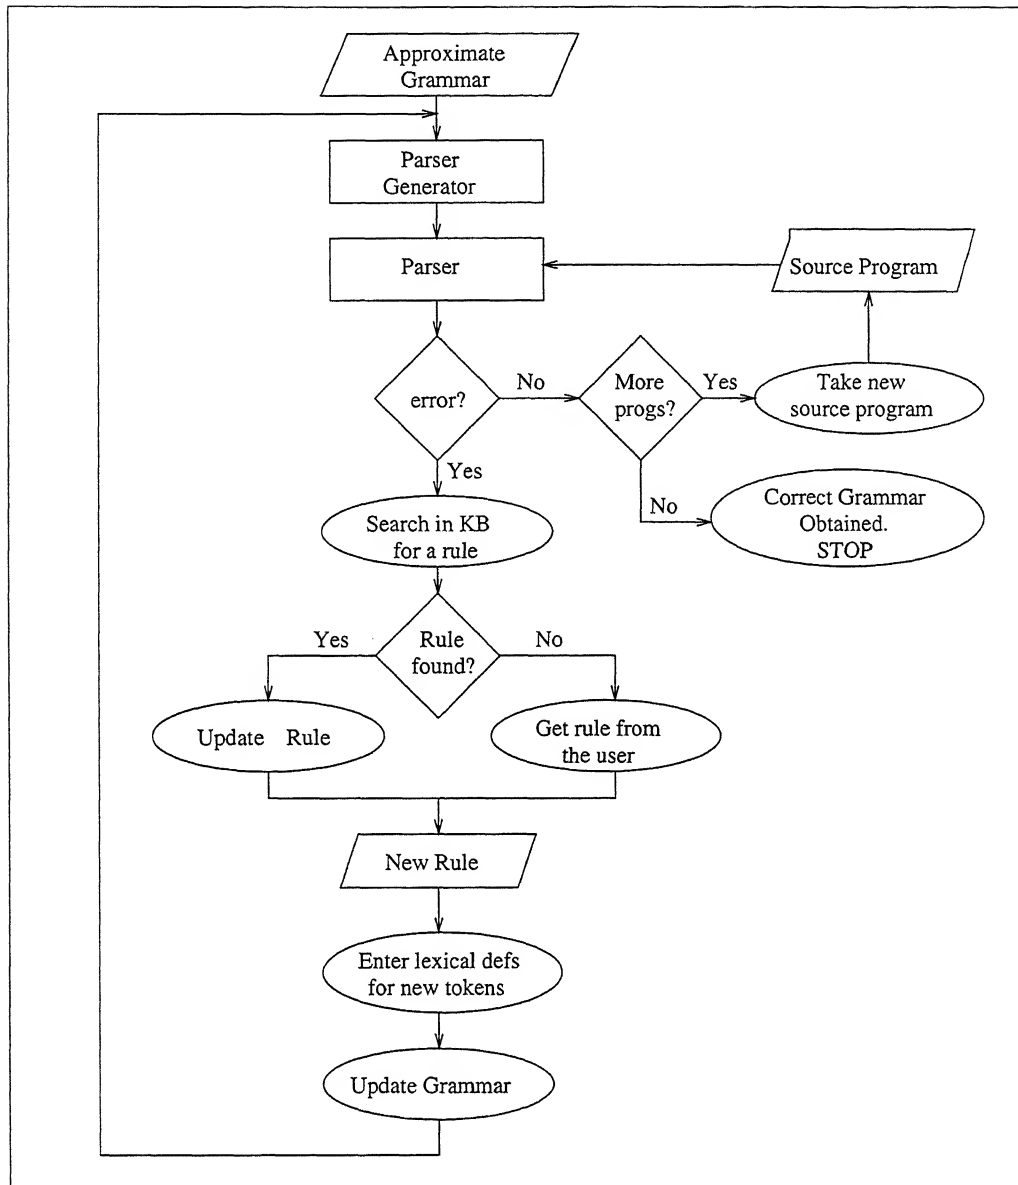 Approximate
Grammar
Parser
Generator
Parser
Source Program
error?
No
More
progs?
Yes
Take new
source program
Yes
No
Correct Grammar
Obtained.
STOP
Search in KB
for a rule
Yes
Rule
found?
No
Update Rule
Get rule from
the user
New Rule
Enter lexical defs
for new tokens
Update Grammar